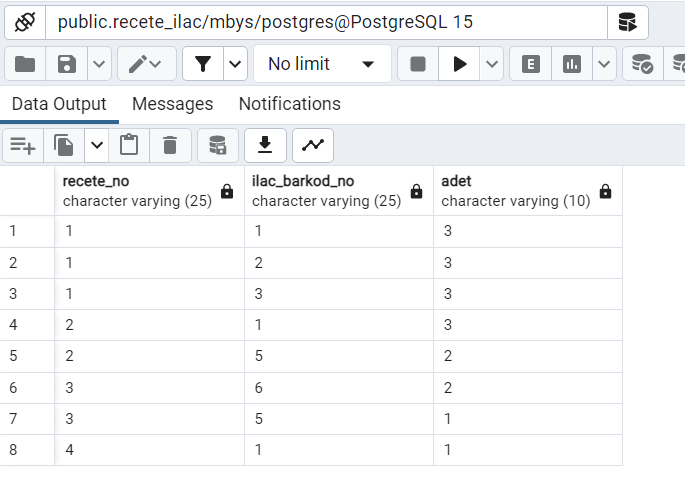 public.recete_ilac/mbys/postgres@PostgreSQL 15
No limit
E
Data Output Messages Notifications
recete_no ilac_barkod_no adet
character varying (25) character varying (25) character varying (10)
1 1 1 3
2 1 2 3
3 1 3 3
4 2 1 3
5 2 5 2
6 3 6 2
7 3 5 1
8 4 1 1